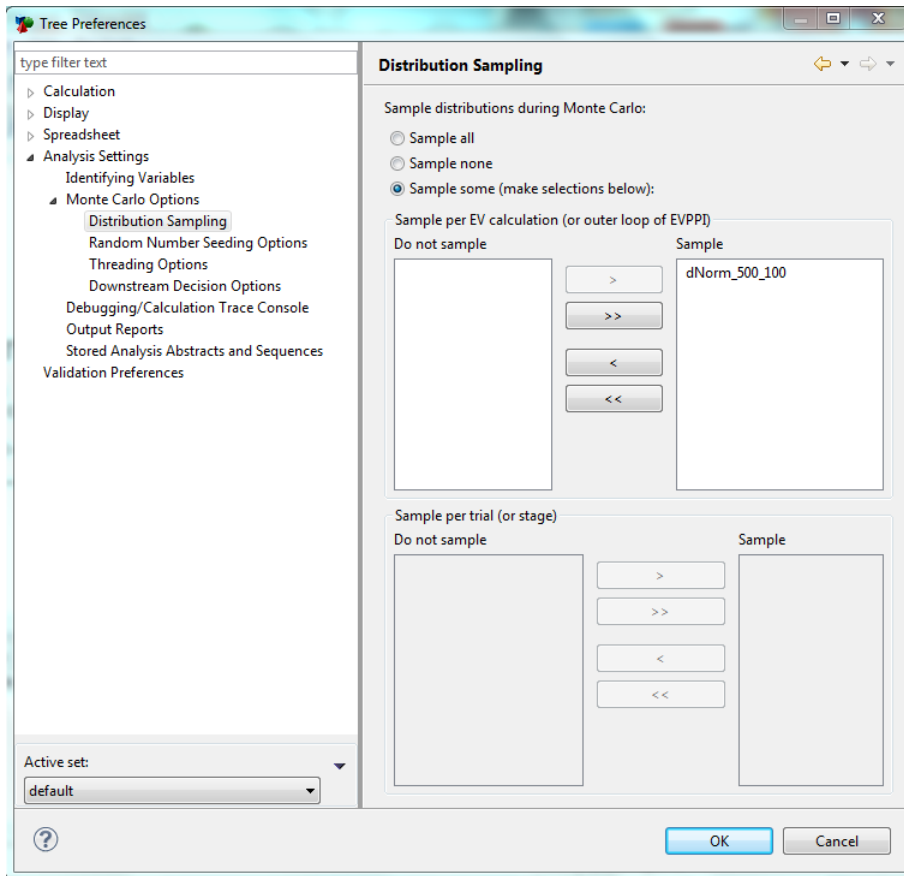 Tree Preferences
type filter text
Calculation
Display
Spreadsheet
Analysis Settings
Identifying Variables
Monte Carlo Options
Distribution Sampling
Random Number Seeding Options
Threading Options
Downstream Decision Options
Debugging/Calculation Trace Console
Output Reports
Stored Analysis Abstracts and Sequences
Validation Preferences
Active set:
default
Distribution Sampling
Sample distributions during Monte Carlo:
Sample all
Sample none
Sample some (make selections below):
Sample per EV calculation (or outer loop of EVPPI)
Do not sample
Sample
dNorm_500_100
>
>>
<
<<
Sample per trial (or stage)
Do not sample
Sample
>
>>
<
<<
?
OK
Cancel